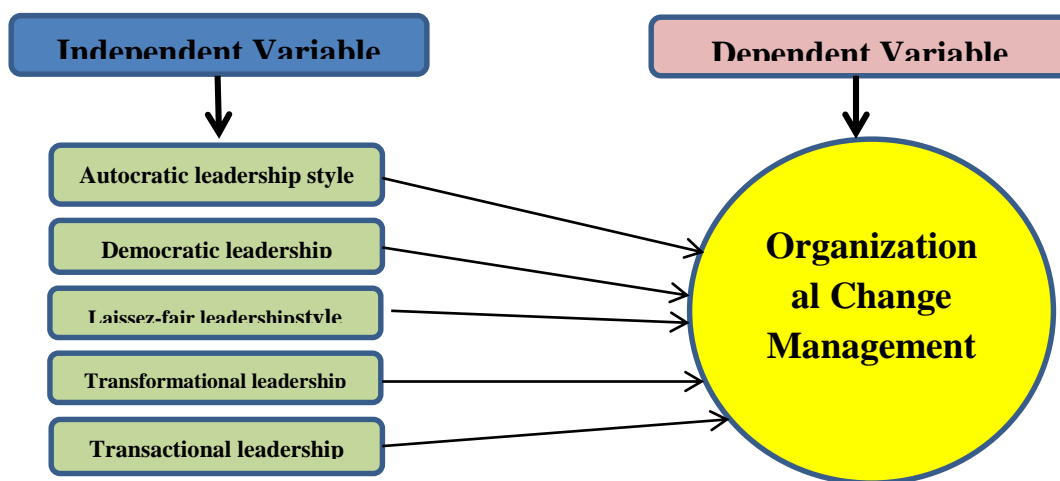 Independent Variable
Dependent Variable
Autocratic leadership style
Democratic leadership
Laissez-fair leadershipstyle
Transformational leadership
Transactional leadership
Organization
al Change
Management